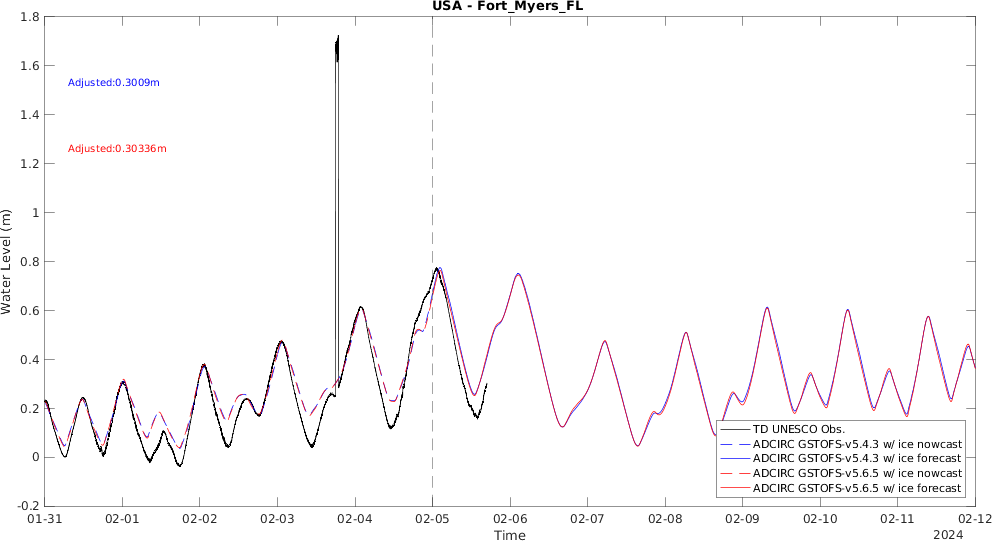 USA - Fort_Myers_FL
1.8
1.6
1.4
1.2
1
0.8
0.6
0.4
0.2
0
-0.2
Water Level (m)
Adjusted:0.3009m
Adjusted:0.30336m
TD UNESCO Obs.
ADCIRC GSTOFS-v5.4.3 w/ ice nowcast
ADCIRC GSTOFS-v5.4.3 w/ ice forecast
ADCIRC GSTOFS-v5.6.5 w/ ice nowcast
ADCIRC GSTOFS-v5.6.5 w/ ice forecast
01-31 02-01 02-02 02-03 02-04 02-05 02-06 02-07 02-08 02-09 02-10 02-11 02-12
Time
2024